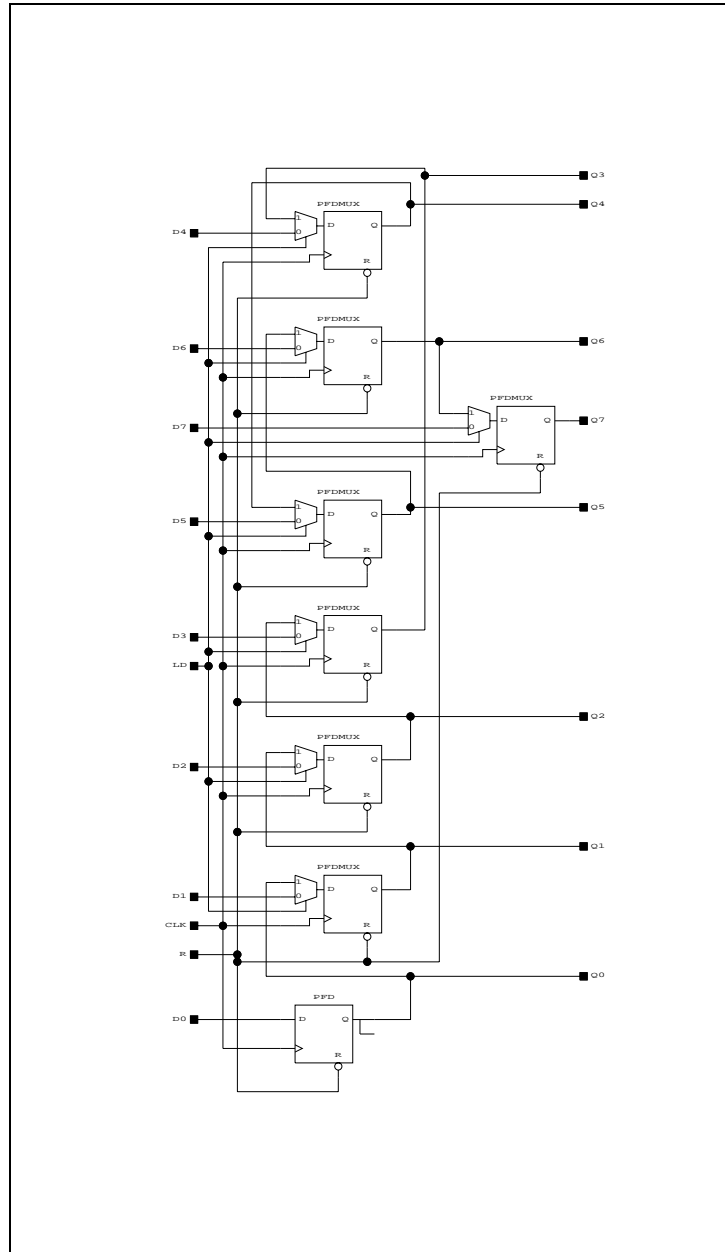 Q3
PFDMUX
Q4
1
D
Q
D4
0
R
PFDMUX
1
D
Q
Q6
D6
0
R
PFDMUX
1
D
Q
Q7
D7
0
R
PFDMUX
1
D
Q
Q5
D5
0
R
PFDMUX
1
D
Q
D3
0
LD
R
Q2
PFDMUX
1
D
Q
D2
0
R
Q1
PFDMUX
1
D
Q
D1
0
CLK
R
R
Q0
PFD
D0
D
Q
R